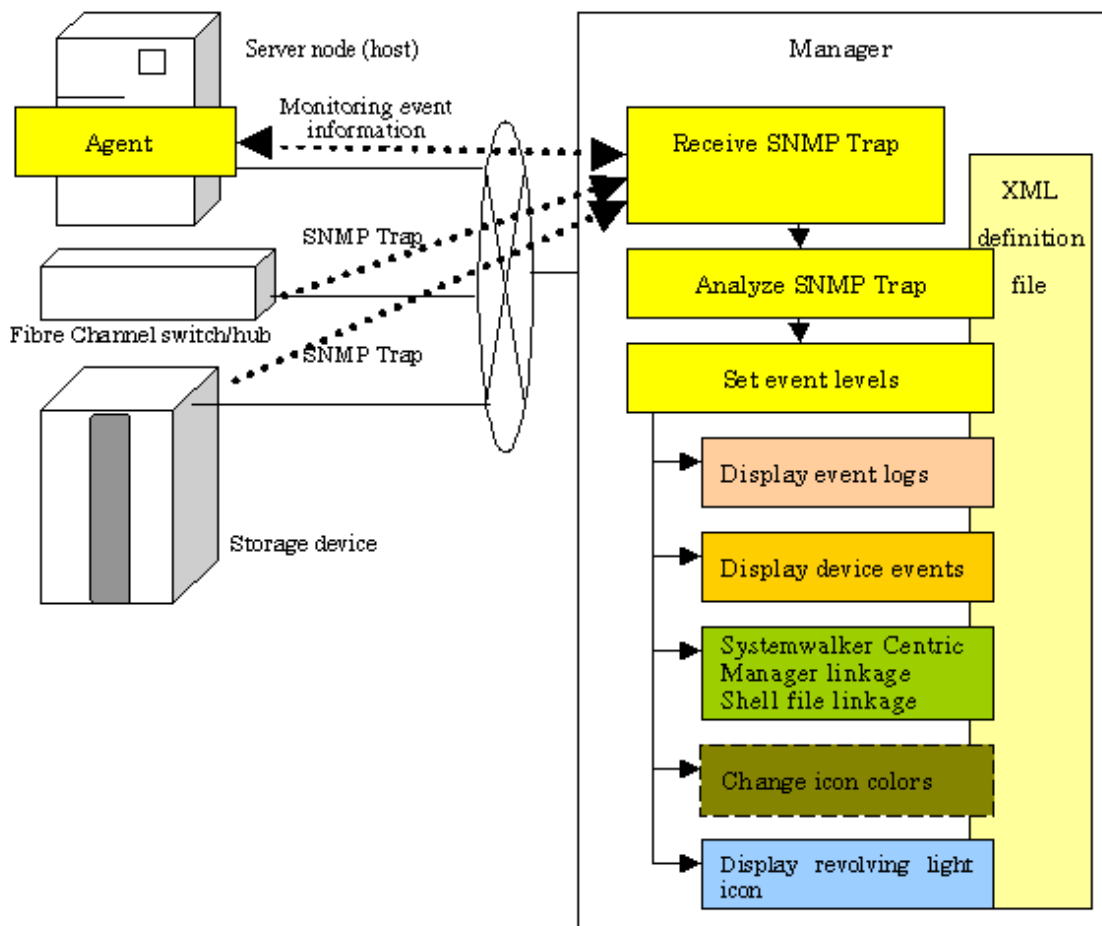 Server node (host)
Manager
Monitoring event
information
Agent
Receive SNMP Trap
XML
definition
file
SNMP Trap
Analyze SNMP Trap
Fibre Channel switch/hub
SNMP Trap
Set event levels
Display event logs
Storage device
Display device events
Systemwalker Centric
Manager linkage
Shell file linkage
Change icon colors
Display revolving light
icon